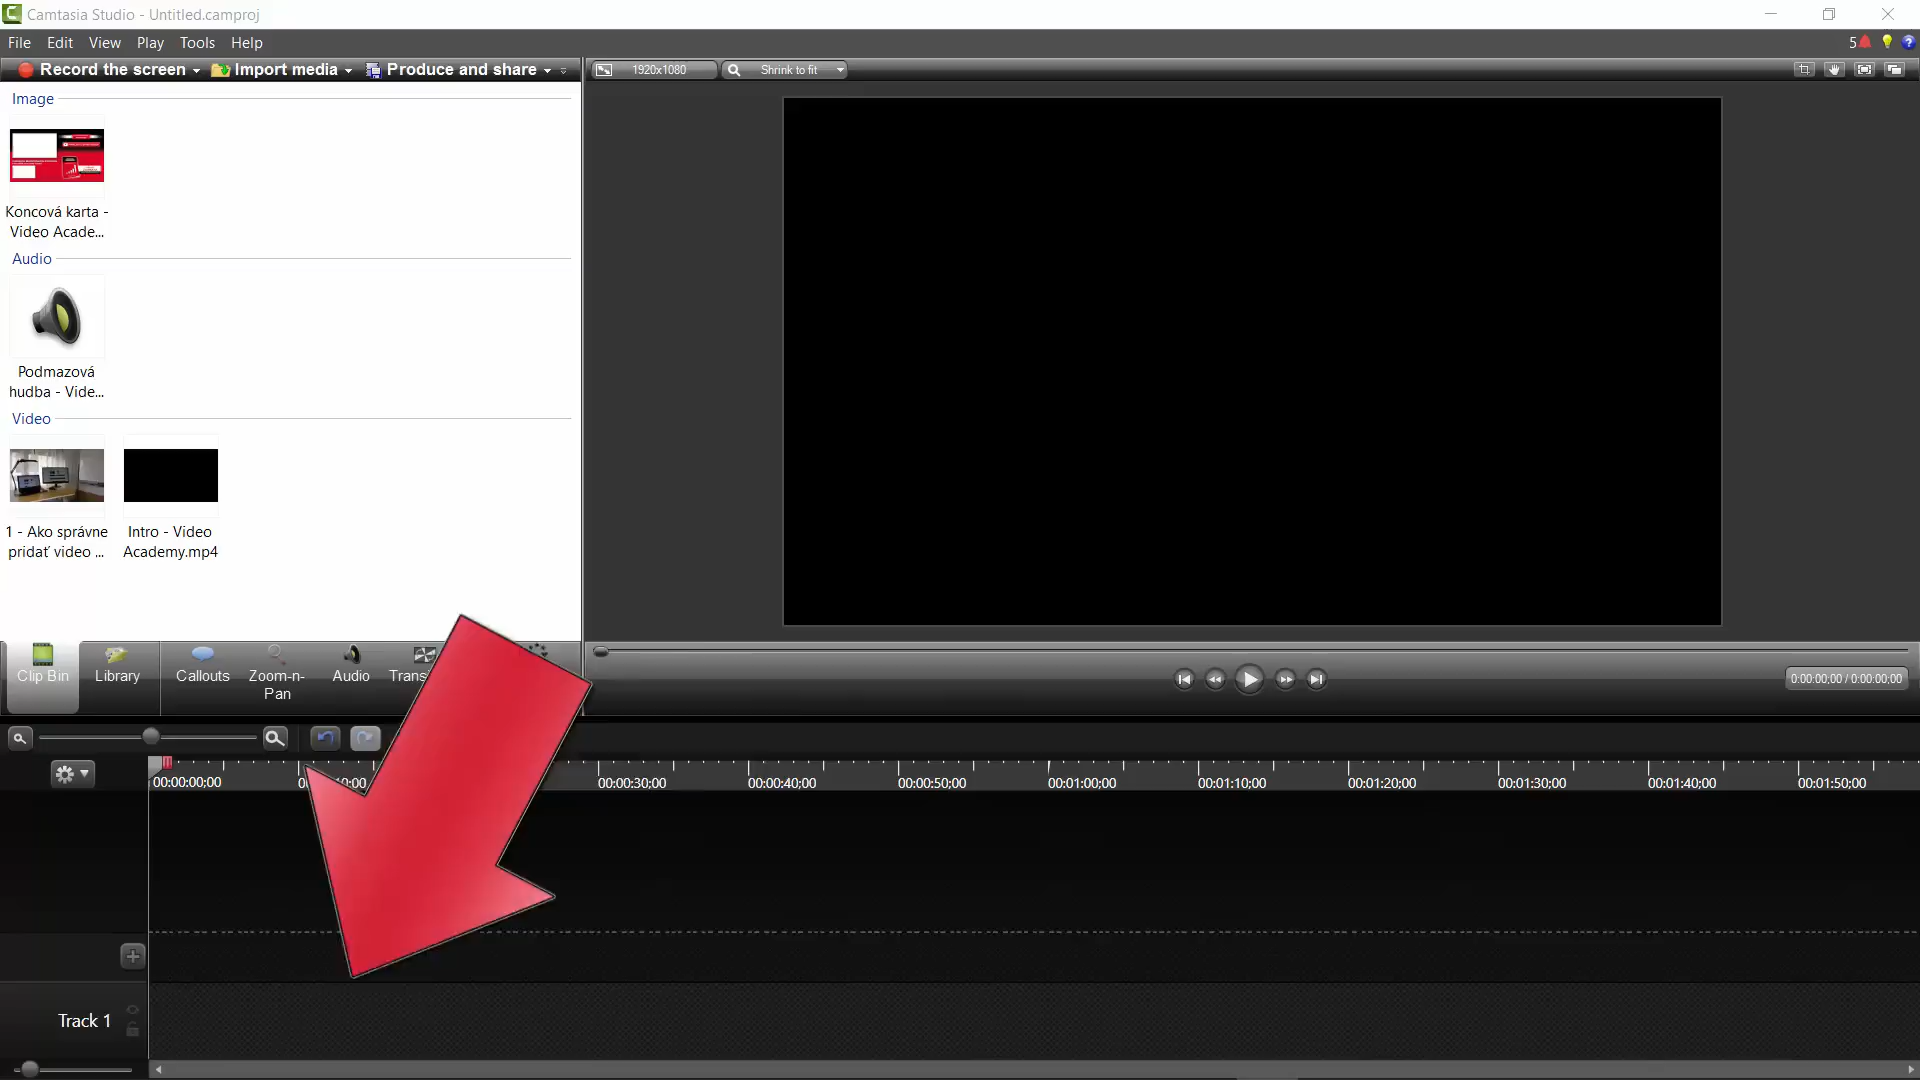 Camtasia Studio - Untitled.camproj
File Edit View Play Tools Help
5
Record the screen Import media Produce and share
1920x1080 Shrink to fit
Image
Koncová karta -
Video Acade...
Audio
Podmazová
hudba - Vide...
Video
1 - Ako správne
pridať video ...
Intro - Video
Academy.mp4
Clip Bin Library Callouts Zoom-n-
Pan Audio
0:00:00;00 / 0:00:00;00
00:00:00;00 00:00:30;00 00:00:40;00 00:00:50;00 00:01:00;00 00:01:10;00 00:01:20;00 00:01:30;00 00:01:40;00 00:01:50;00
Track 1